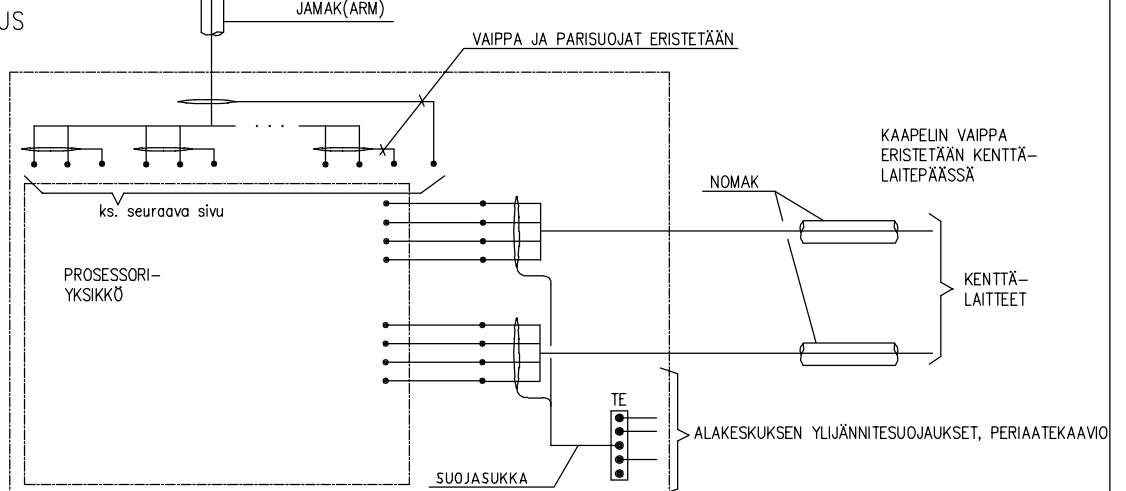 JAMAK(ARM)
US
VAIPPA JA PARISUOJAT ERISTETÄÄN
. . .
KAAPELIN VAIPPA
ERISTETÄÄN KENTTÄ–
LAITEPÄÄSSÄ
NOMAK
ks. seuraava sivu
PROSESSORI–
YKSIKKÖ
KENTTÄ–
LAITTEET
TE
ALAKESKUKSEN YLIJÄNNITESUOJAUKSET, PERIAATEKAAVIO
SUOJASUKKA